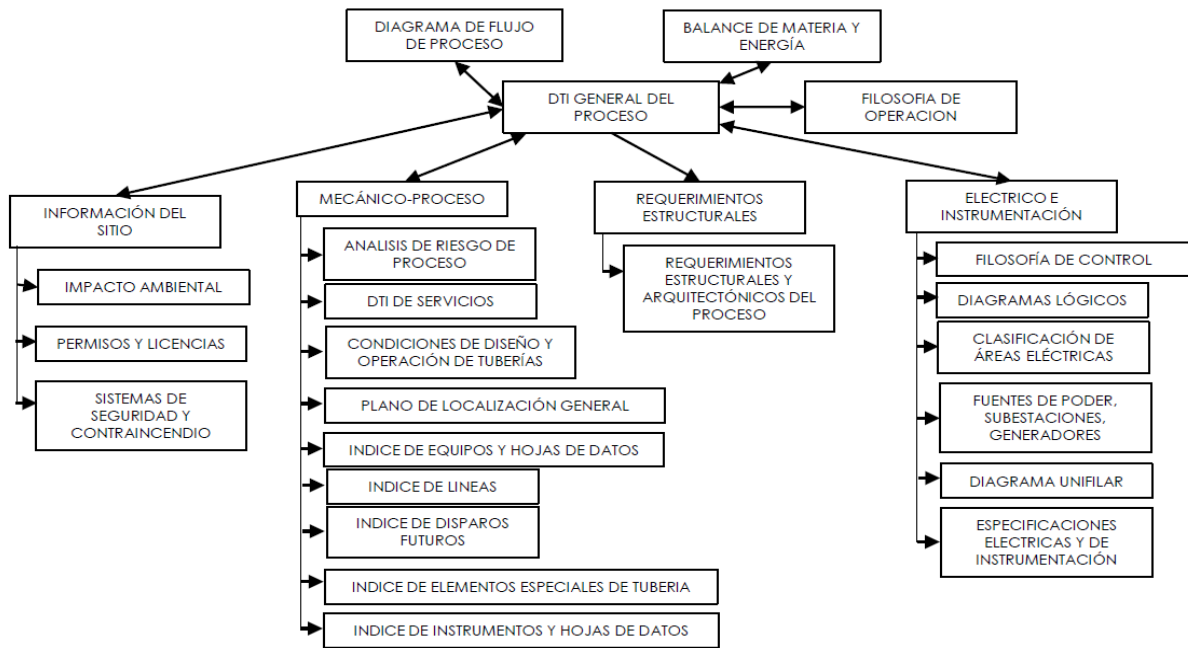 DIAGRAMA DE FLUJO
DE PROCESO
BALANCE DE MATERIA Y
ENERGÍA
DTI GENERAL DEL
PROCESO
FILOSOFIA DE
OPERACION
INFORMACIÓN DEL
SITIO
IMPACTO AMBIENTAL
PERMISOS Y LICENCIAS
SISTEMAS DE
SEGURIDAD Y
CONTRAINCENDIO
MECÁNICO-PROCESO
ANALISIS DE RIESGO DE
PROCESO
DTI DE SERVICIOS
CONDICIONES DE DISEÑO Y
OPERACIÓN DE TUBERÍAS
PLANO DE LOCALIZACIÓN GENERAL
INDICE DE EQUIPOS Y HOJAS DE DATOS
INDICE DE LINEAS
INDICE DE DISPAROS
FUTUROS
INDICE DE ELEMENTOS ESPECIALES DE TUBERIA
INDICE DE INSTRUMENTOS Y HOJAS DE DATOS
REQUERIMIENTOS
ESTRUCTURALES
REQUERIMIENTOS
ESTRUCTURALES Y
ARQUITECTÓNICOS DEL
PROCESO
ELECTRICO E
INSTRUMENTACIÓN
FILOSOFÍA DE CONTROL
DIAGRAMAS LÓGICOS
CLASIFICACIÓN DE
ÁREAS ELÉCTRICAS
FUENTES DE PODER,
SUBESTACIONES,
GENERADORES
DIAGRAMA UNIFILAR
ESPECIFICACIONES
ELECTRICAS Y DE
INSTRUMENTACIÓN